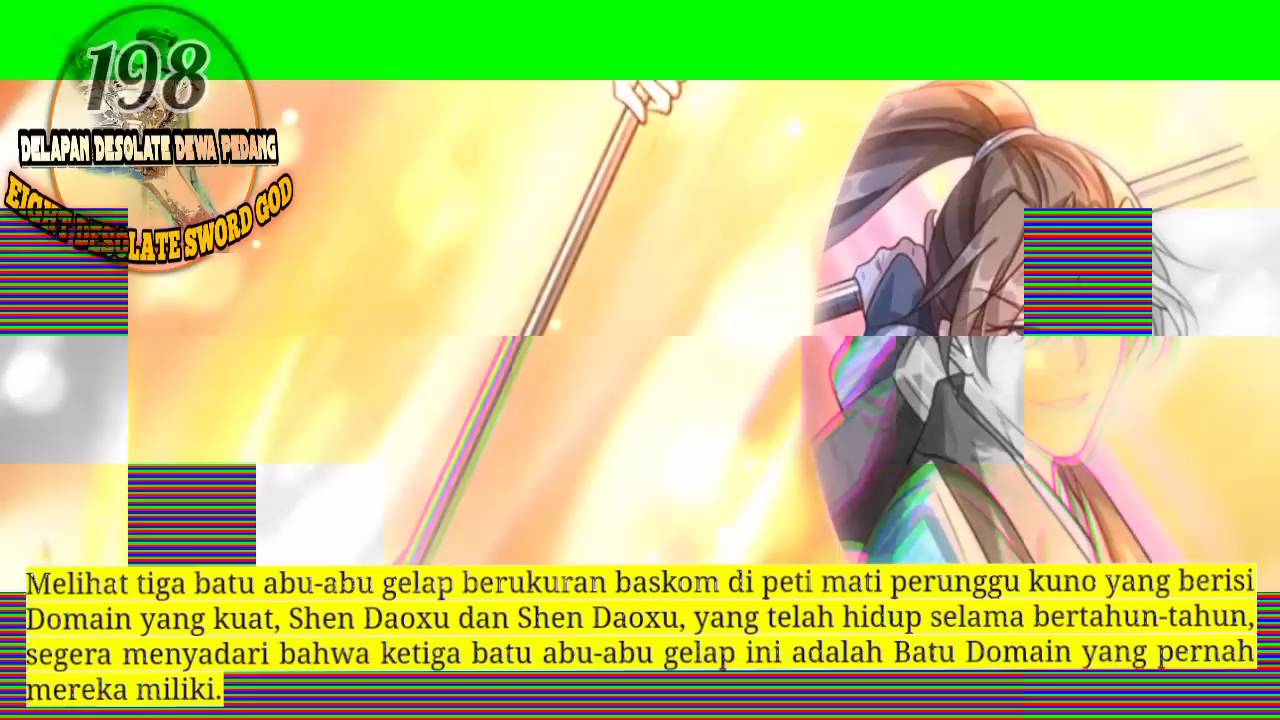 198
DELAPAN DESOLATE DEWA PEDANG
EIGHT DESOLATE SWORD GOD
Melihat tiga batu abu-abu gelap berukuran baskom di peti mati perunggu kuno yang berisi
Domain yang kuat, Shen Daoxu dan Shen Daoxu, yang telah hidup selama bertahun-tahun,
segera menyadari bahwa ketiga batu abu-abu gelap ini adalah Batu Domain yang pernah
mereka miliki.